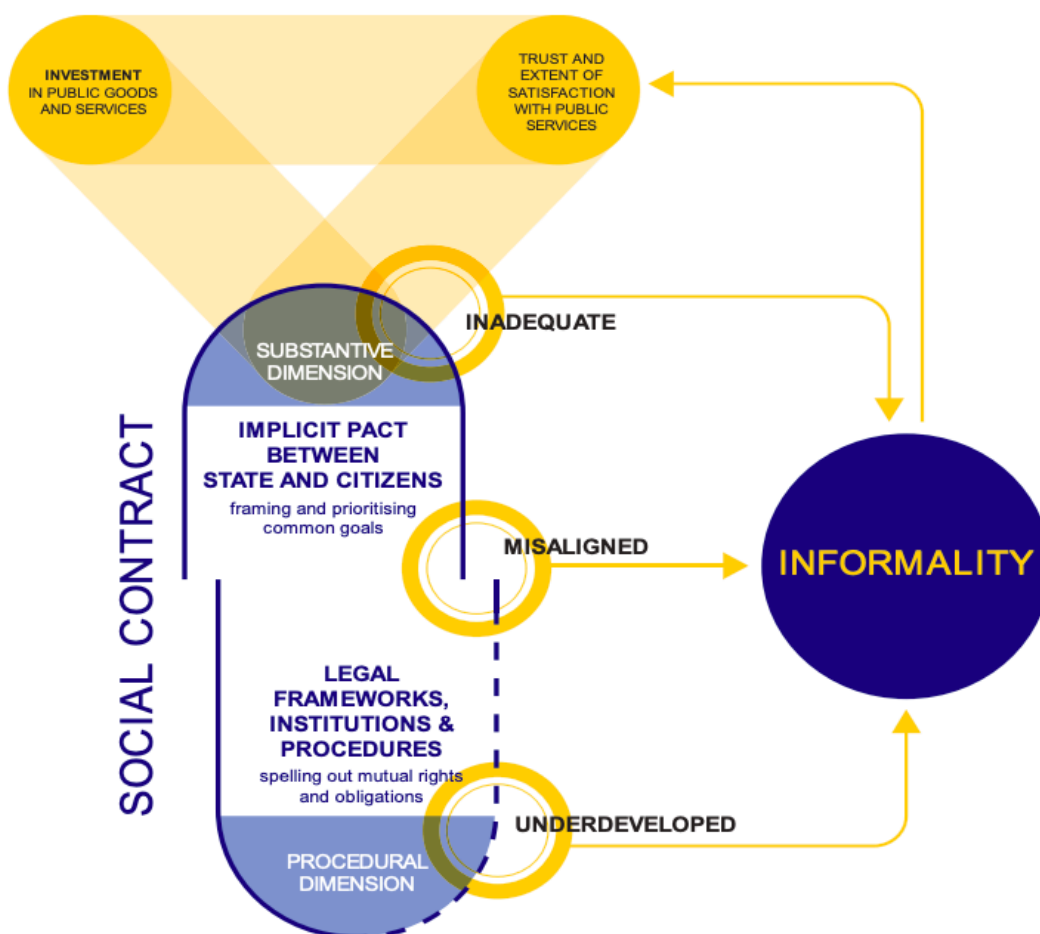 INVESTMENT
IN PUBLIC GOODS
AND SERVICES
TRUST AND
EXTENT OF
SATISFACTION
WITH PUBLIC
SERVICES
INADEQUATE
SUBSTANTIVE
DIMENSION
IMPLICIT PACT
BETWEEN
STATE AND CITIZENS
framing and prioritising
common goals
SOCIAL CONTRACT
MISALIGNED
INFORMALITY
LEGAL
FRAMEWORKS,
INSTITUTIONS &
PROCEDURES
spelling out mutual rights
and obligations
UNDERDEVELOPED
PROCEDURAL
DIMENSION